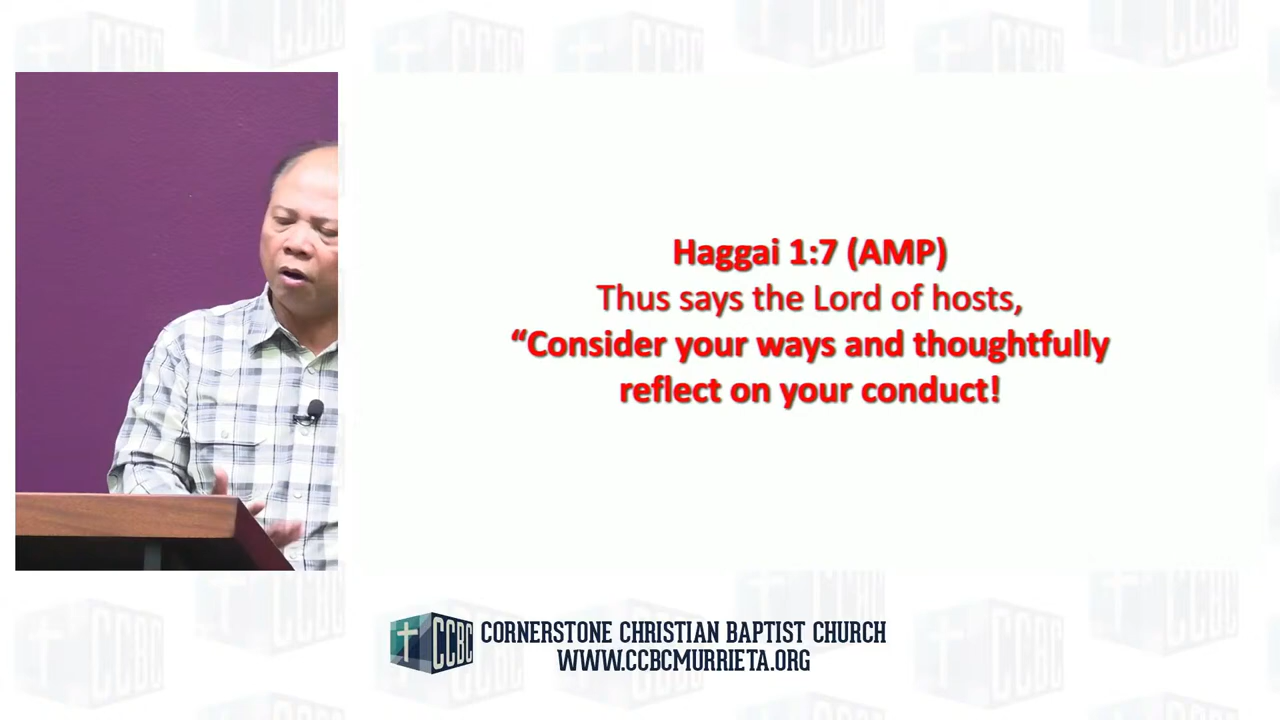 Haggai 1:7 (AMP)
Thus says the Lord of hosts,
“Consider your ways and thoughtfully
reflect on your conduct!
CCBC CORNERSTONE CHRISTIAN BAPTIST CHURCH
WWW.CCBCMURRIETA.ORG